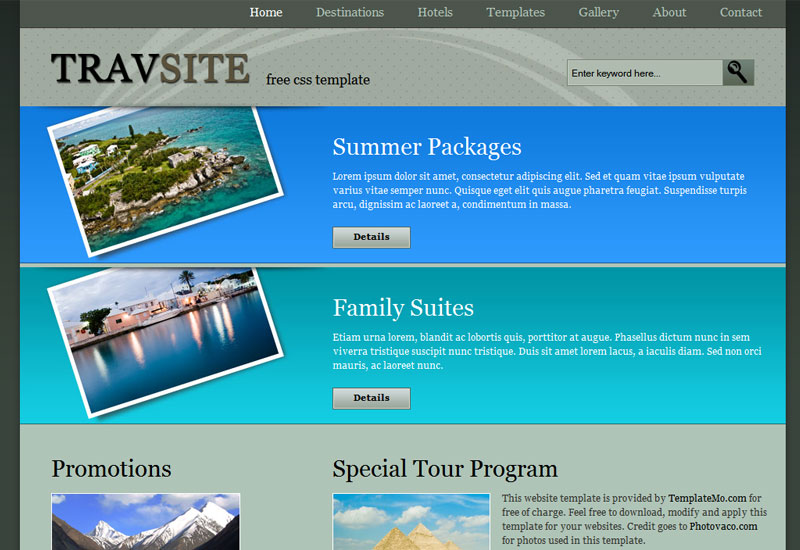 Home Destinations Hotels Templates Gallery About Contact
TRAVSITE free css template
Enter keyword here...
Summer Packages
Lorem ipsum dolor sit amet, consectetur adipiscing elit. Sed et quam vitae ipsum vulputate
varius vitae semper nunc. Quisque eget elit quis augue pharetra feugiat. Suspendisse turpis
arcu, dignissim ac laoreet a, condimentum in massa.
Details
Family Suites
Etiam urna lorem, blandit ac lobortis quis, porttitor at augue. Phasellus dictum nunc in sem
viverra tristique suscipit nunc tristique. Duis sit amet lorem lacus, a iaculis diam. Sed non orci
mauris, ac laoreet nunc.
Details
Promotions
Special Tour Program
This website template is provided by TemplateMo.com for
free of charge. Feel free to download, modify and apply this
template for your websites. Credit goes to Photovaco.com
for photos used in this template.